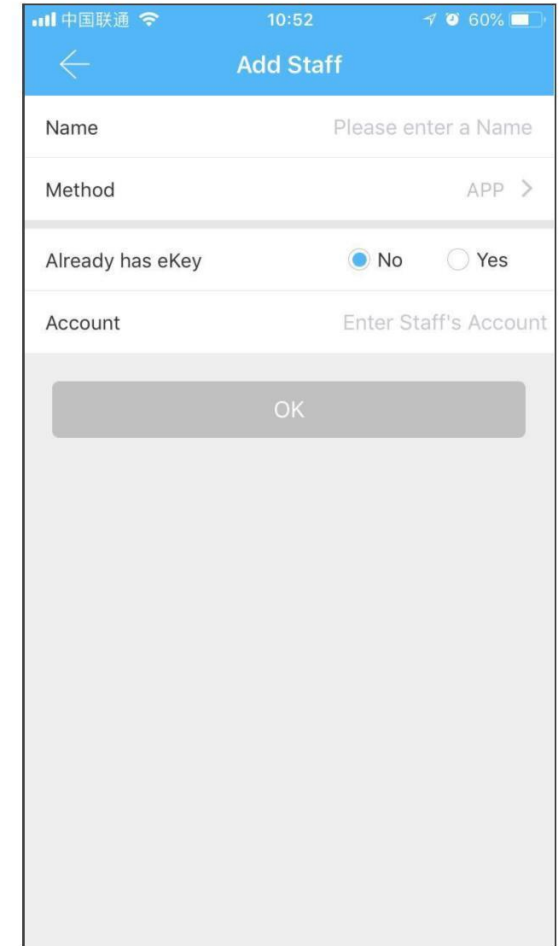 中国联通 10:52 60%
Add Staff
Name Please enter a Name
Method APP
Already has eKey No Yes
Account Enter Staff's Account
OK